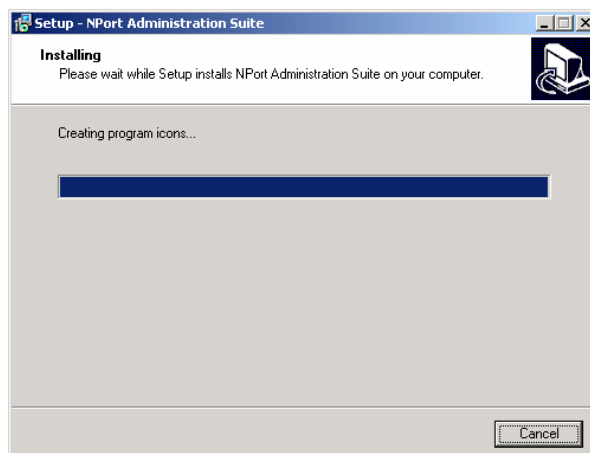 Setup - NPort Administration Suite
Installing
Please wait while Setup installs NPort Administration Suite on your computer.
Creating program icons...
Cancel